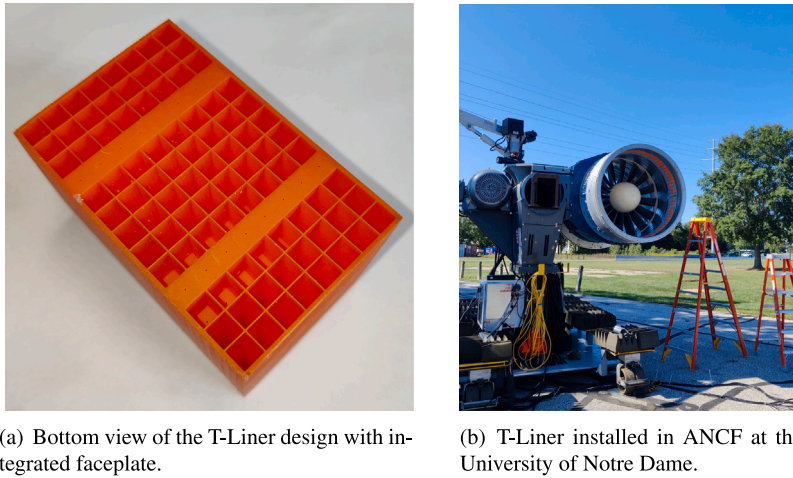 (a) Bottom view of the T-Liner design with in-
tegrated faceplate.
(b) T-Liner installed in ANCF at th
University of Notre Dame.